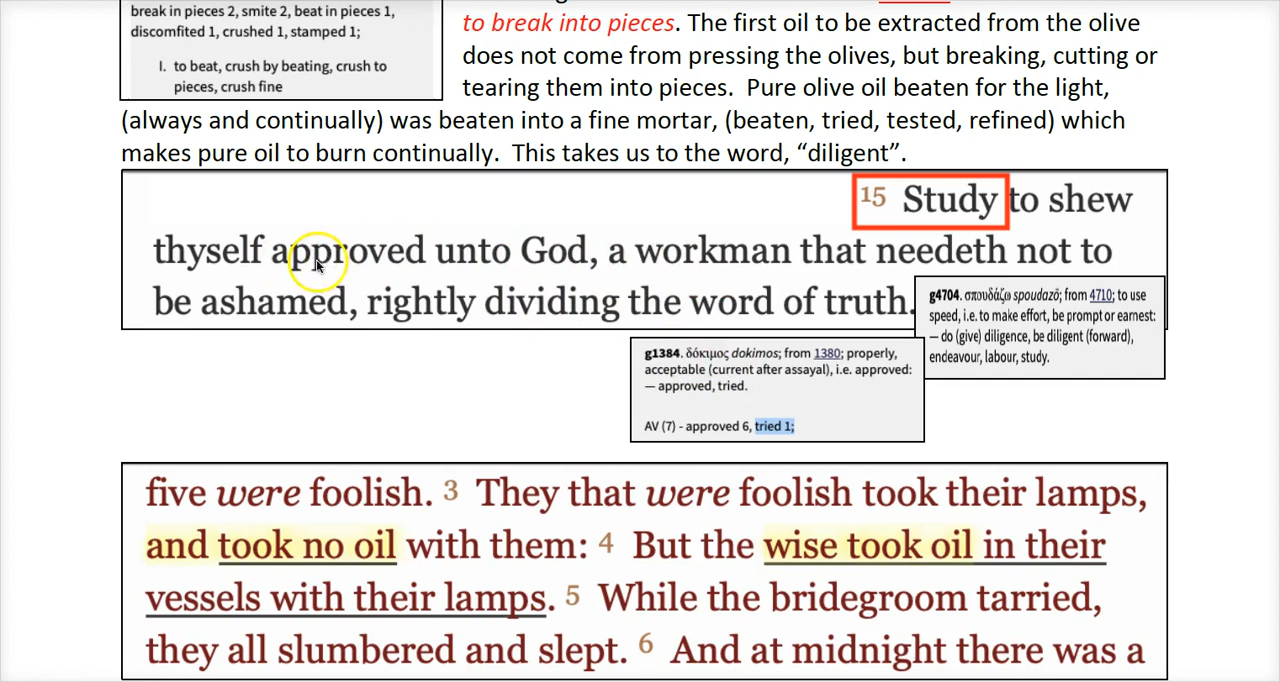 break in pieces 2, smite 2, beat in pieces 1,
discomfited 1, crushed 1, stamped 1;
I. to beat, crush by beating, crush to
pieces, crush fine
to break into pieces. The first oil to be extracted from the olive
does not come from pressing the olives, but breaking, cutting or
tearing them into pieces. Pure olive oil beaten for the light,
(always and continually) was beaten into a fine mortar, (beaten, tried, tested, refined) which
makes pure oil to burn continually. This takes us to the word, “diligent”.
15 Study to shew
thyself approved unto God, a workman that needeth not to
be ashamed, rightly dividing the word of truth.
g4704. σπουδάζω spoudazō; from 4710; to use
speed, i.e. to make effort, be prompt or earnest:
— do (give) diligence, be diligent (forward),
endeavour, labour, study.
g1384. δόκιμος dokimos; from 1380; properly,
acceptable (current after assayal), i.e. approved:
— approved, tried.
AV (7) - approved 6, tried 1;
five were foolish. 3 They that were foolish took their lamps,
and took no oil with them: 4 But the wise took oil in their
vessels with their lamps. 5 While the bridegroom tarried,
they all slumbered and slept. 6 And at midnight there was a